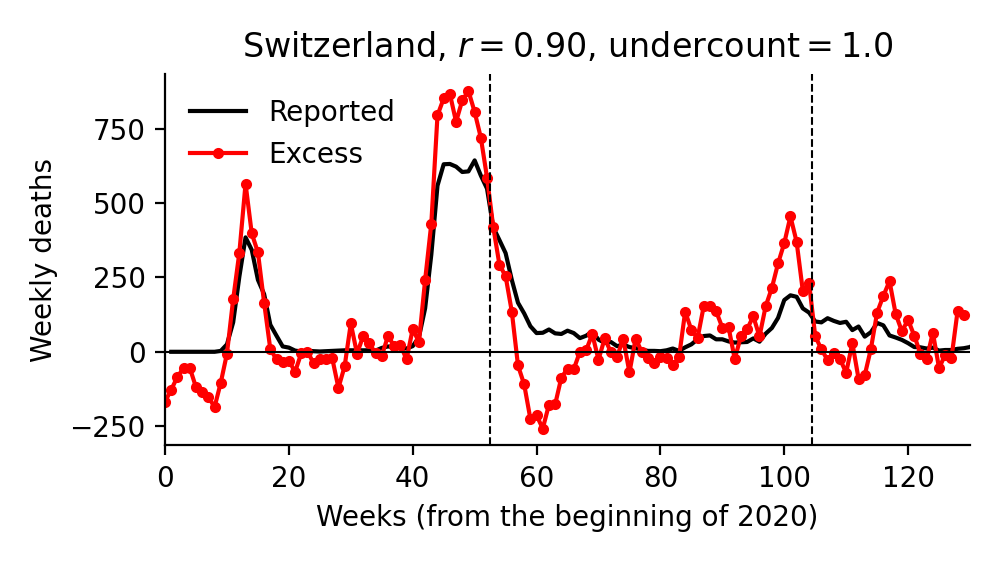 Switzerland, r = 0.90, undercount = 1.0
Reported
Excess
Weekly deaths
750
500
250
0
−250
0 20 40 60 80 100 120
Weeks (from the beginning of 2020)